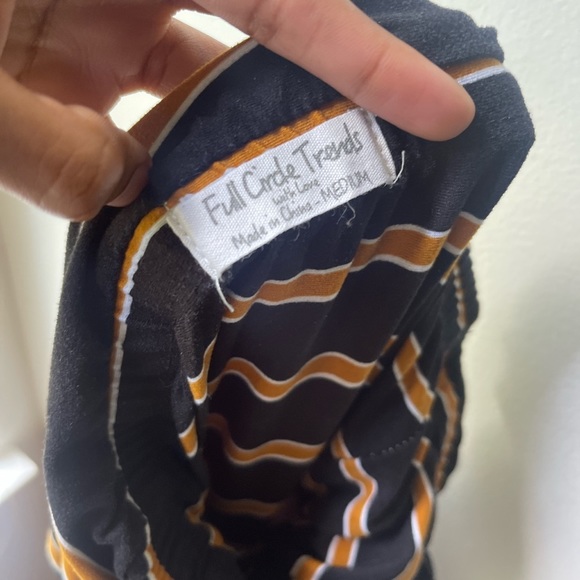 Full Circle Trends
with Love
Made in China - MEDIUM